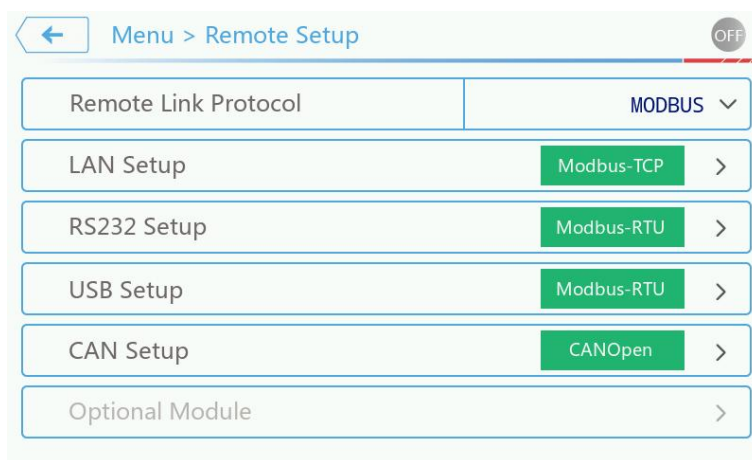 Menu > Remote Setup
OFF
Remote Link Protocol MODBUS
LAN Setup Modbus-TCP
RS232 Setup Modbus-RTU
USB Setup Modbus-RTU
CAN Setup CANOpen
Optional Module